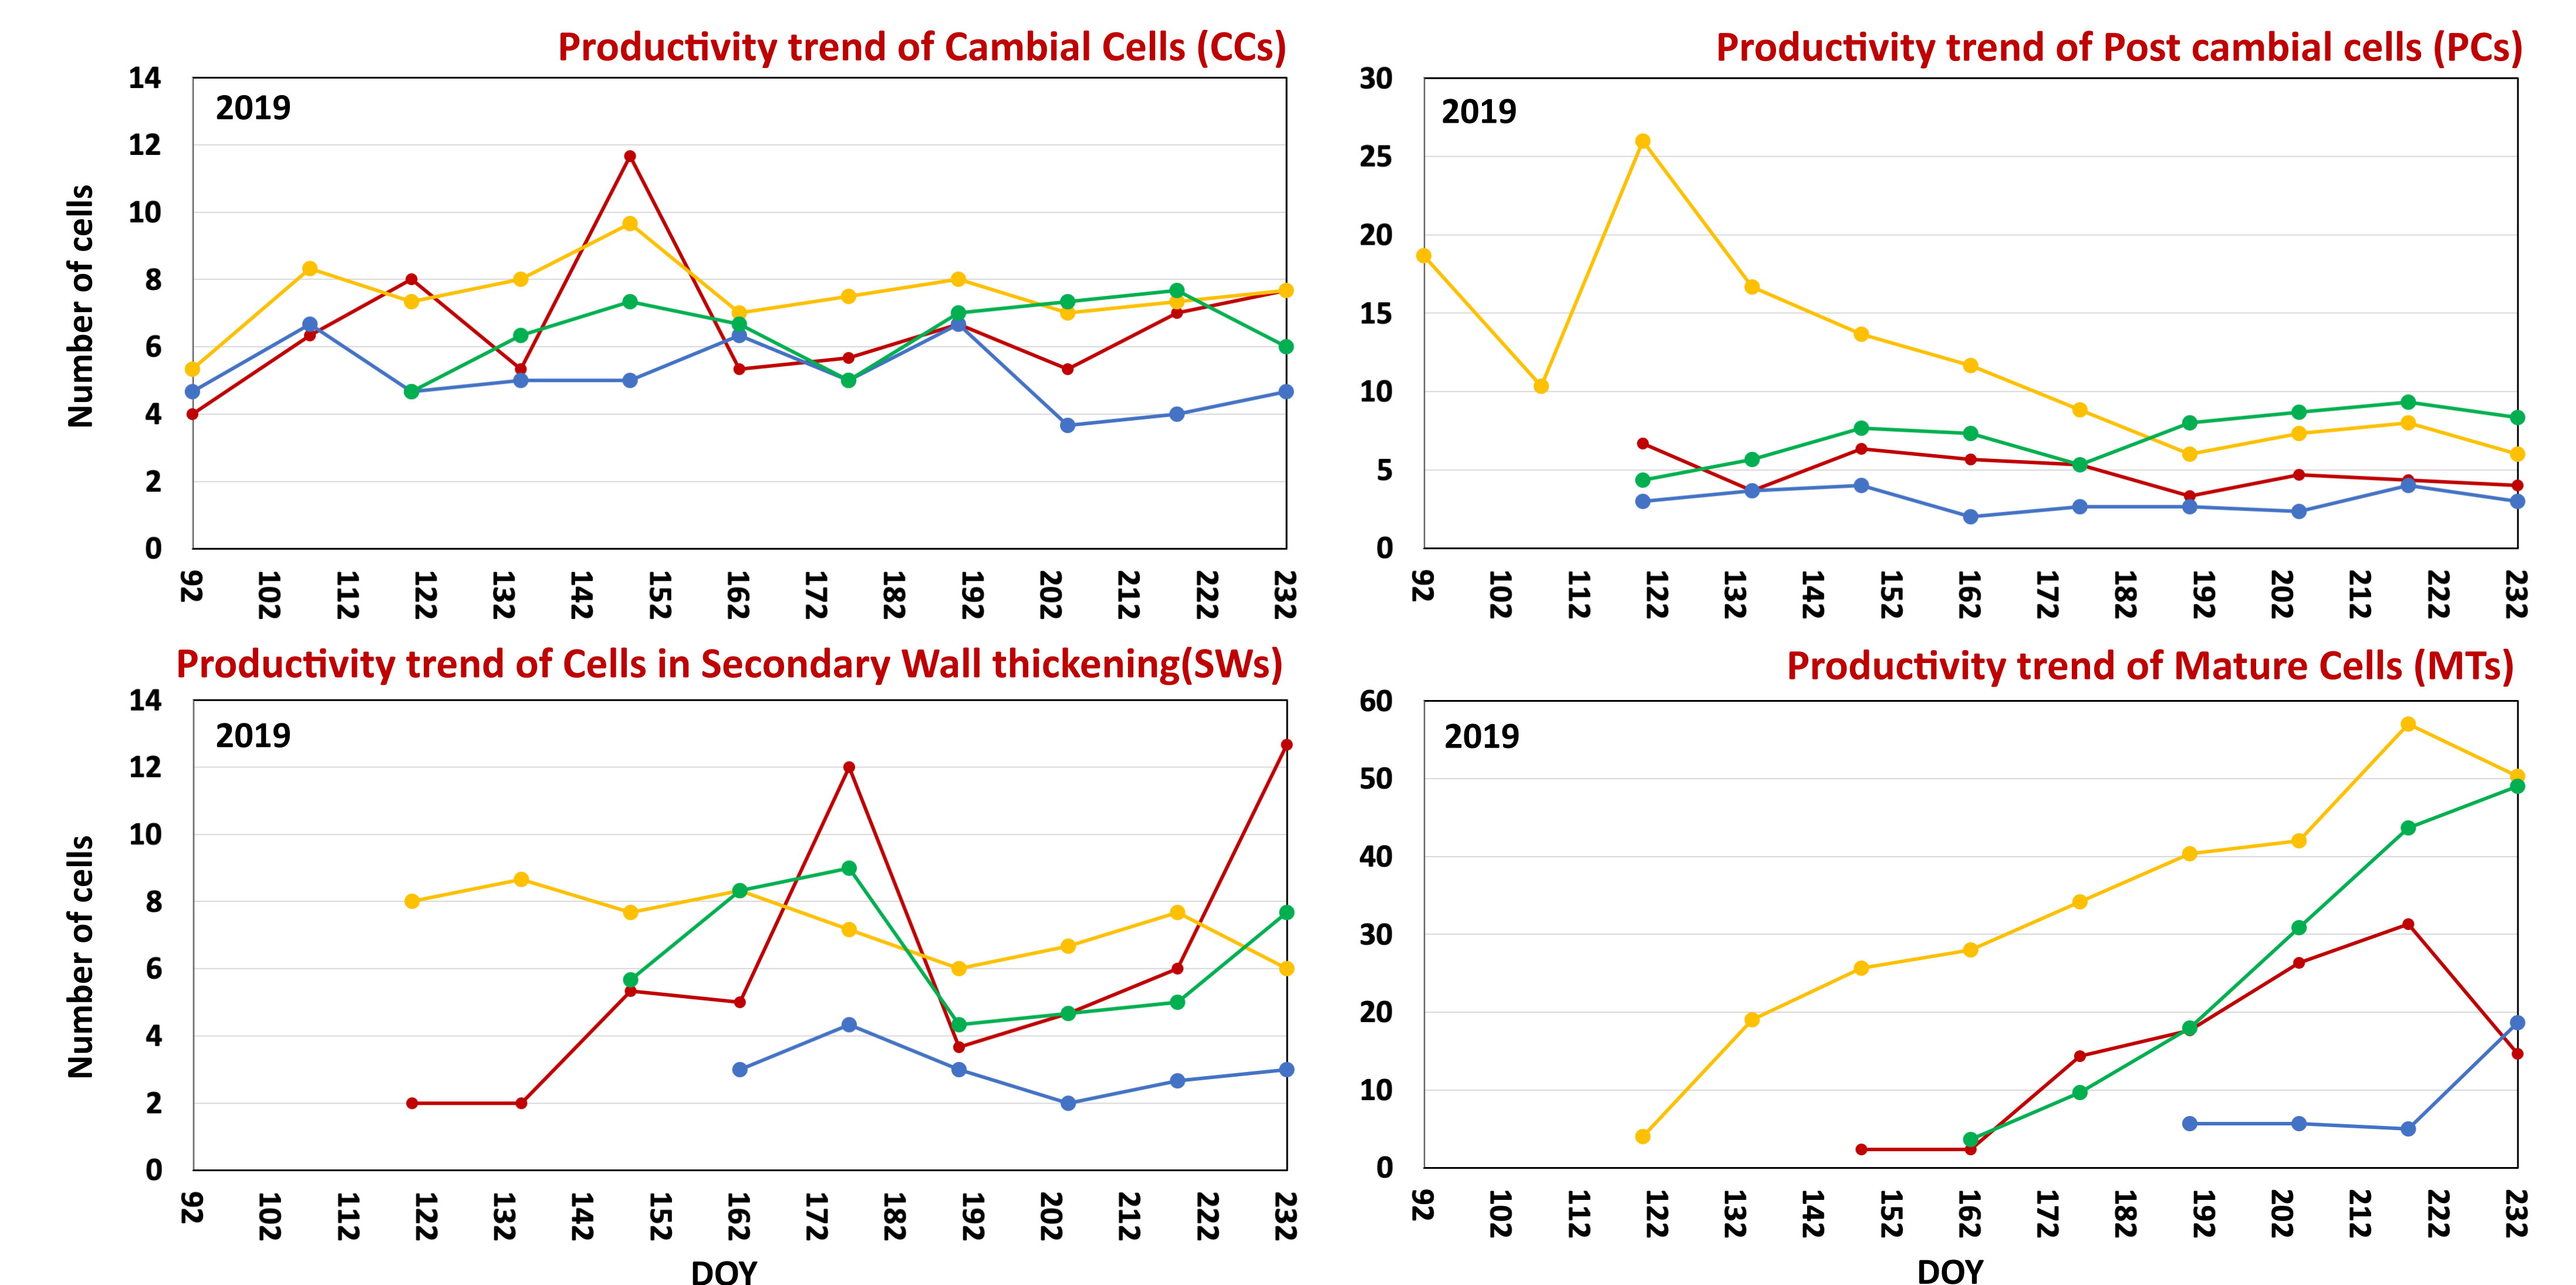 Productivity trend of Cambial Cells (CCs)
14
12
10
8
6
4
2
0
Number of cells
2019
92 102 112 122 132 142 152 162 172 182 192 202 212 222 232
Productivity trend of Post cambial cells (PCs)
30
25
20
15
10
5
0
2019
92 102 112 122 132 142 152 162 172 182 192 202 212 222 232
Productivity trend of Cells in Secondary Wall thickening(SWs)
14
12
10
8
6
4
2
0
Number of cells
2019
92 102 112 122 132 142 152 162 172 182 192 202 212 222 232
DOY
Productivity trend of Mature Cells (MTs)
60
50
40
30
20
10
0
2019
92 102 112 122 132 142 152 162 172 182 192 202 212 222 232
DOY